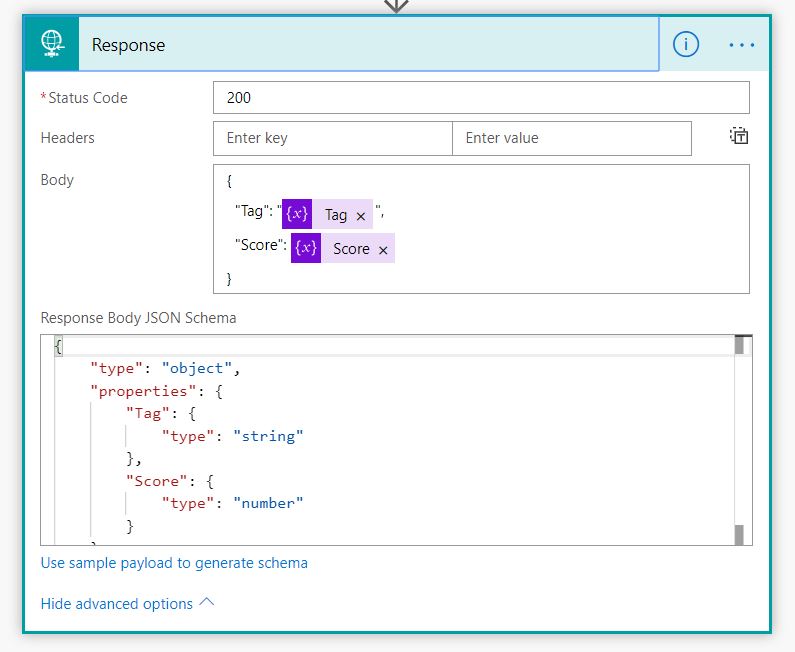 Response
*Status Code 200
Headers Enter key Enter value
Body {
"Tag": "{x} Tag × ",
"Score": {x} Score ×
}
Response Body JSON Schema
{
"type": "object",
"properties": {
"Tag": {
"type": "string"
},
"Score": {
"type": "number"
}
Use sample payload to generate schema
Hide advanced options